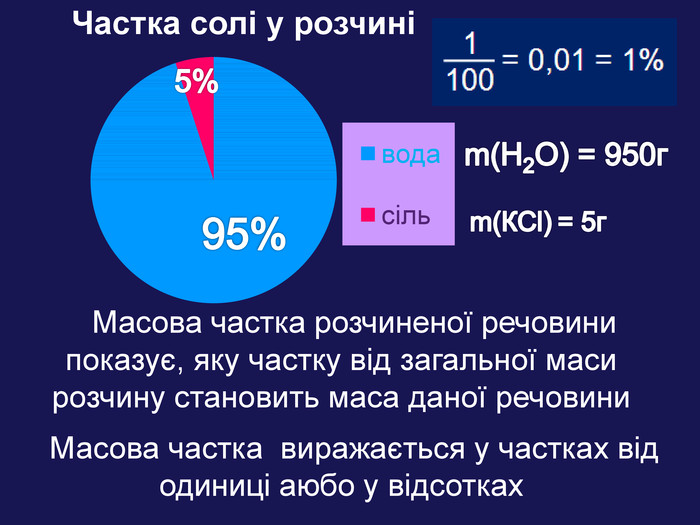 Частка солі у розчині
1
100
= 0,01 = 1%
5%
95%
вода
m(H₂O) = 950г
сіль
m(KCl) = 5г
Масова частка розчиненої речовини
показує, яку частку від загальної маси
розчину становить маса даної речовини
Масова частка виражається у частках від
одиниці аюбо у відсотках